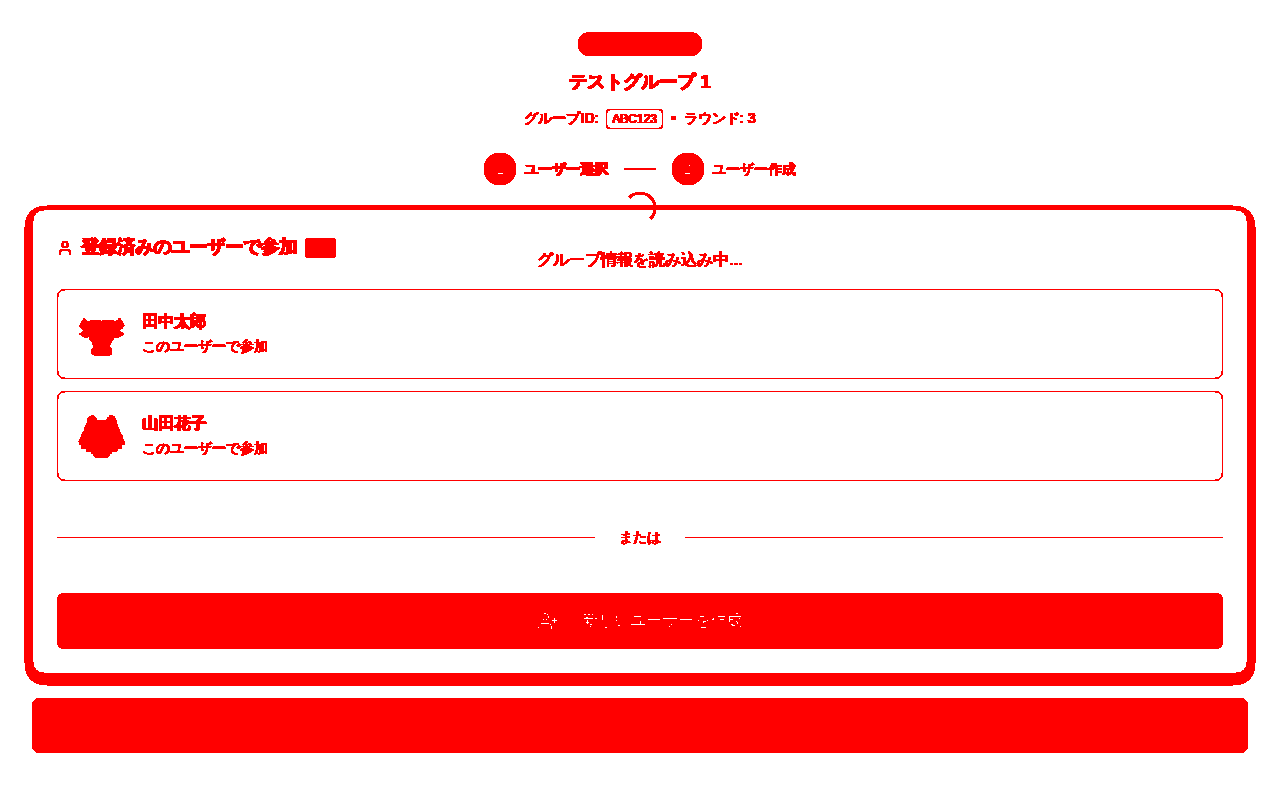 テストグループ 1
グループID: ABC123 • ラウンド: 3
ユーザー選択 ユーザー作成
登録済みのユーザーで参加
グループ情報を読み込み中...
田中太郎
このユーザーで参加
山田花子
このユーザーで参加
または
新しいユーザーを作成